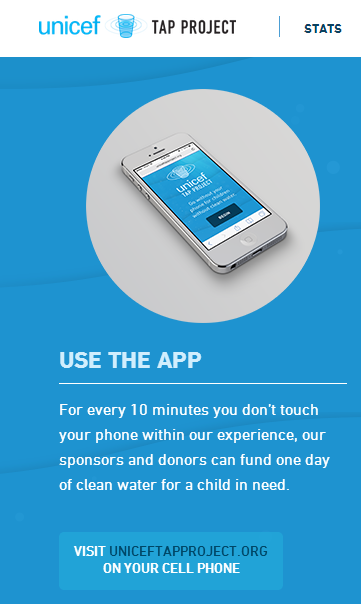 unicef TAP PROJECT
STATS
unicef
TAP PROJECT
Go without your
phone for children
without clean water.
BEGIN
USE THE APP
For every 10 minutes you don't touch
your phone within our experience, our
sponsors and donors can fund one day
of clean water for a child in need.
VISIT UNICEFTAPPROJECT.ORG
ON YOUR CELL PHONE